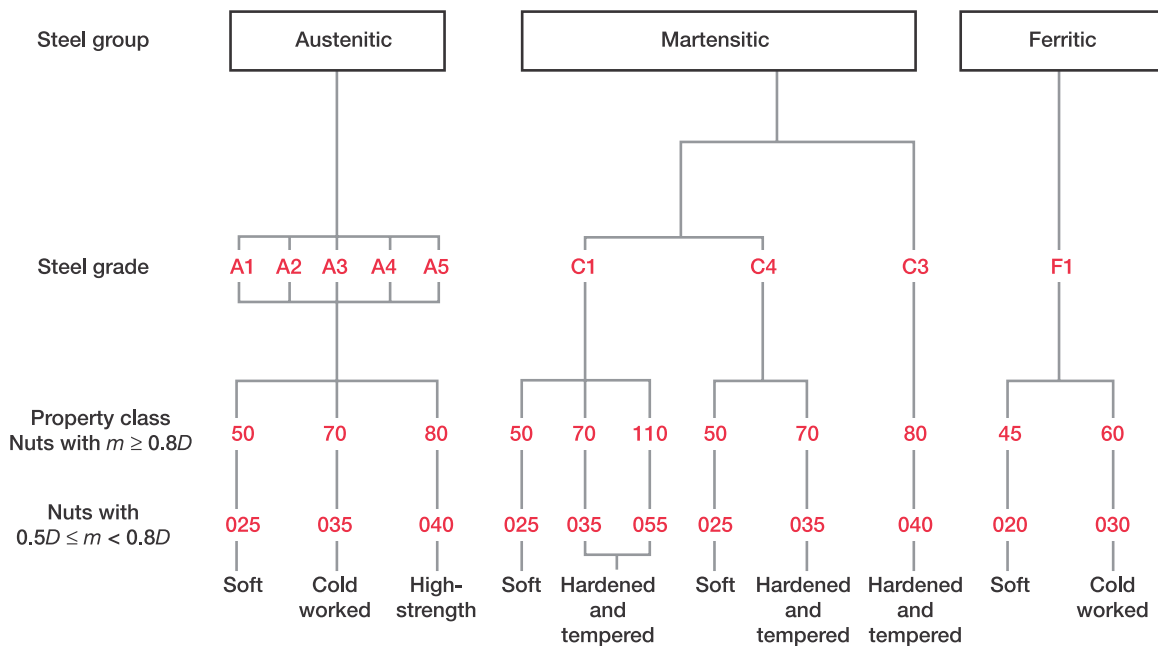 Steel group Austenitic Martensitic Ferritic
Steel grade A1 A2 A3 A4 A5 C1 C4 C3 F1
Property class
Nuts with m ≥ 0.8D
50 70 80 50 70 110 50 70 80 45 60
Nuts with
0.5D ≤ m < 0.8D
025 035 040 025 035 055 025 035 040 020 030
Soft Cold High- Soft Hardened Soft Hardened Hardened Soft Cold
worked strength and and and worked
tempered tempered tempered